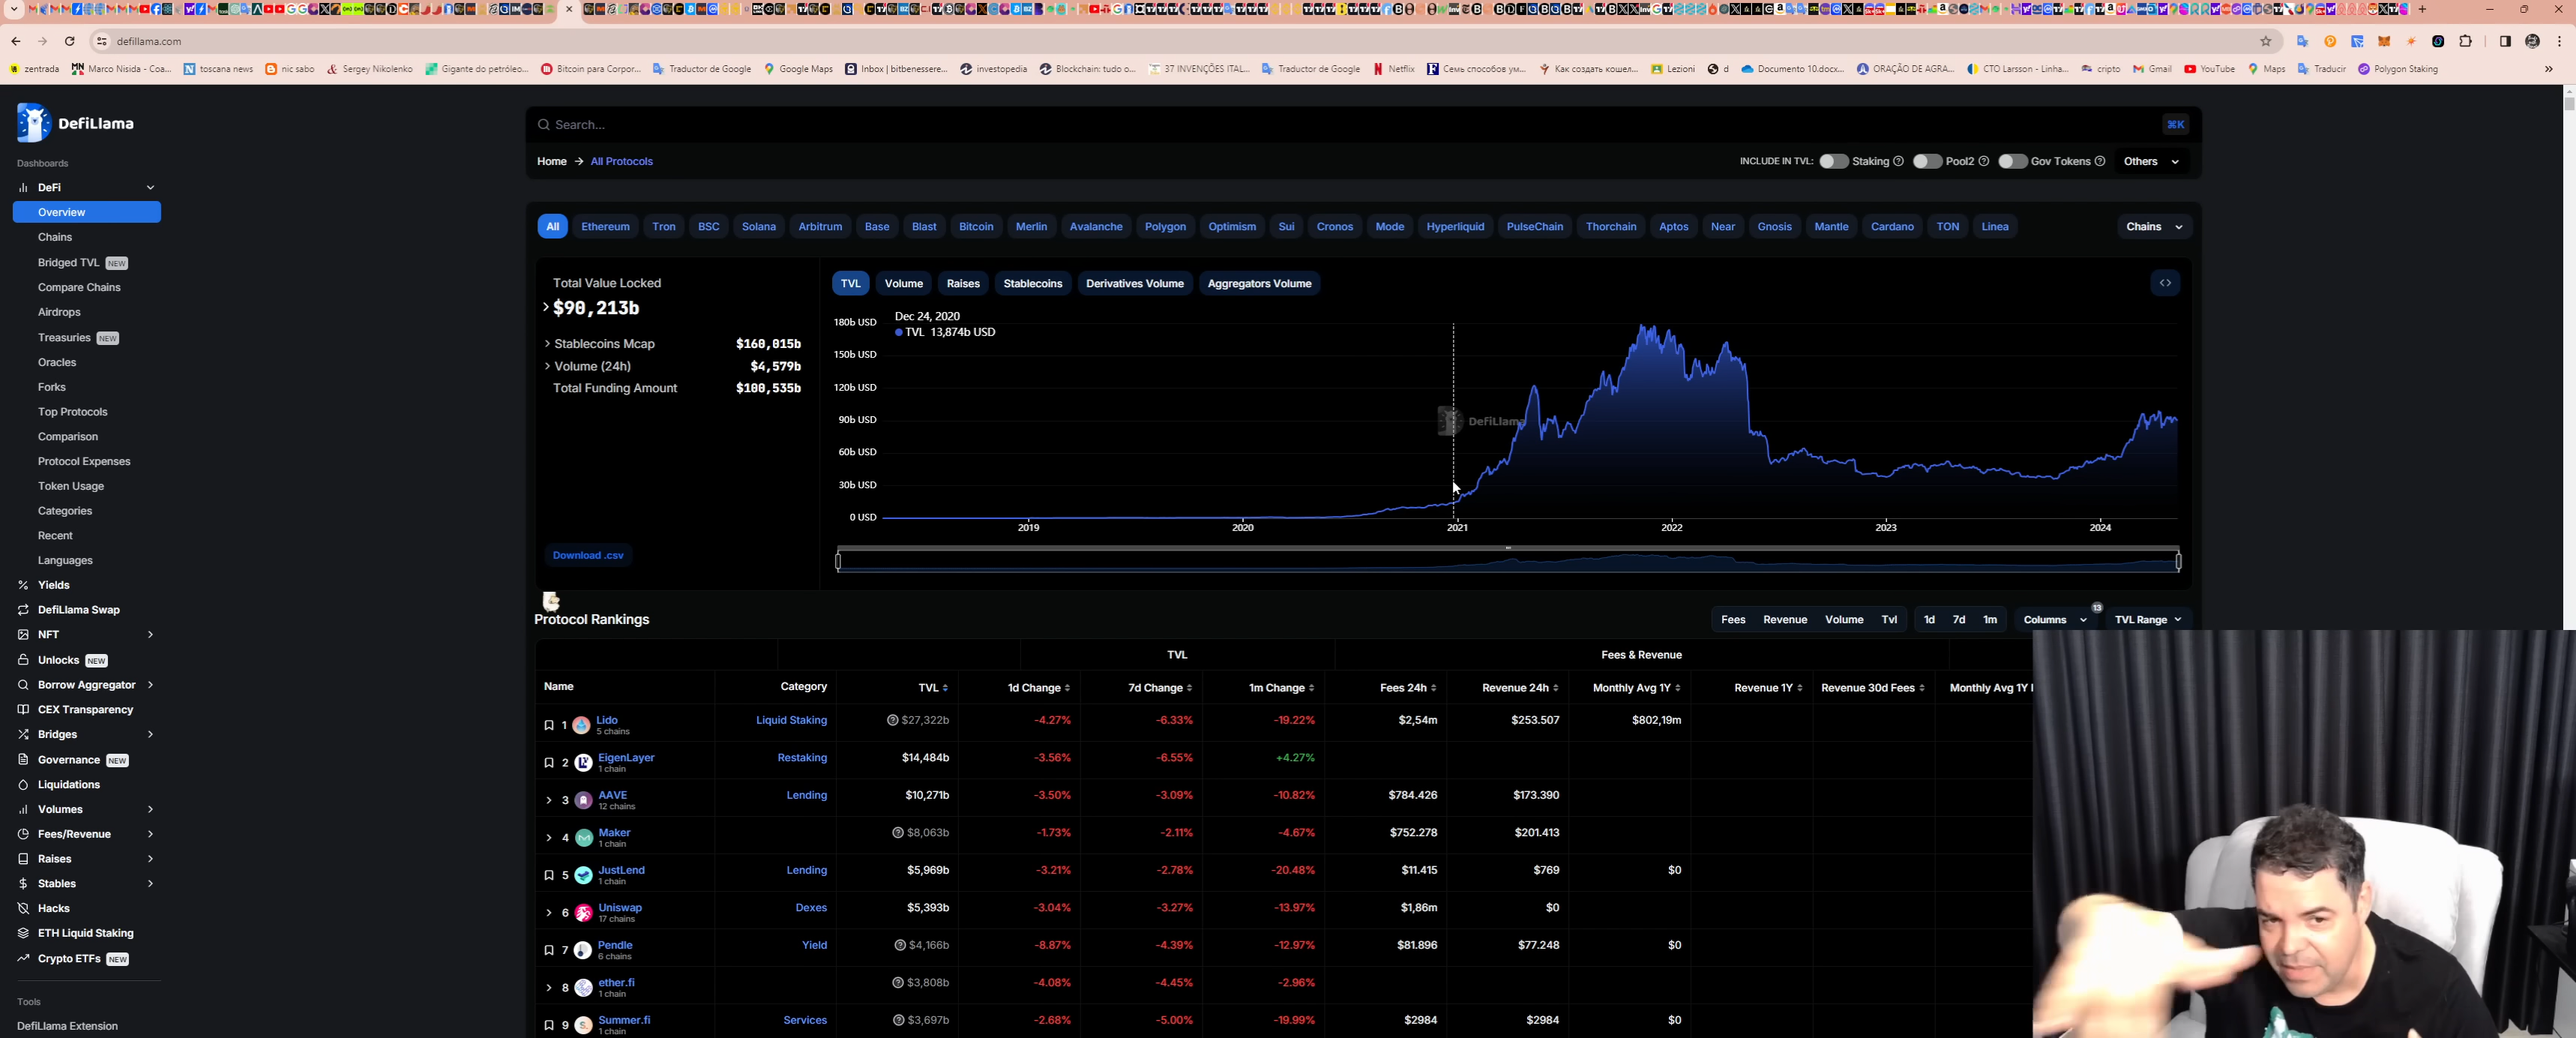 defillama.com
zentrada
Marco Nisida - Coa...
toscana news
nic sabo
Sergey Nikolenko
Gigante do petróleo...
Bitcoin para Corpor...
Traductor de Google
Google Maps
Inbox | bitbenessere...
investopedia
Blockchain: tudo o...
37 INVENÇÕES ITAL...
Traductor de Google
Netflix
Семь способов ум...
Как создать кошел...
Lezioni
d
Documento 10.docx...
ORAÇÃO DE AGRA...
CTO Larsson - Linha...
cripto
Gmail
YouTube
Maps
Traducir
Polygon Staking
DefiLlama
Dashboards
DeFi
Overview
Chains
Bridged TVL NEW
Compare Chains
Airdrops
Treasuries NEW
Oracles
Forks
Top Protocols
Comparison
Protocol Expenses
Token Usage
Categories
Recent
Languages
Yields
DefiLlama Swap
NFT
Unlocks NEW
Borrow Aggregator
CEX Transparency
Bridges
Governance NEW
Liquidations
Volumes
Fees/Revenue
Raises
Stables
Hacks
ETH Liquid Staking
Crypto ETFs NEW
Tools
DefiLlama Extension
Search...
⌘K
Home → All Protocols
INCLUDE IN TVL: Staking Pool2 Gov Tokens Others
All Ethereum Tron BSC Solana Arbitrum Base Blast Bitcoin Merlin Avalanche Polygon Optimism Sui Cronos Mode Hyperliquid PulseChain Thorchain Aptos Near Gnosis Mantle Cardano TON Linea Chains
Total Value Locked
$90,213b
Stablecoins Mcap $160,015b
Volume (24h) $4,579b
Total Funding Amount $100,535b
Download .csv
TVL Volume Raises Stablecoins Derivatives Volume Aggregators Volume
Dec 24, 2020
TVL 13,874b USD
180b USD
150b USD
120b USD
90b USD
60b USD
30b USD
0 USD
DefiLlama
2019 2020 2021 2022 2023 2024
Protocol Rankings
Fees Revenue Volume Tvl 1d 7d 1m Columns 13 TVL Range
TVL Fees & Revenue
Name Category TVL 1d Change 7d Change 1m Change Fees 24h Revenue 24h Monthly Avg 1Y Revenue 1Y Revenue 30d Fees Monthly Avg 1Y
1 Lido Liquid Staking $27,322b -4.27% -6.33% -19.22% $2,54m $253.507 $802,19m
5 chains
2 EigenLayer Restaking $14,484b -3.56% -6.55% +4.27%
1 chain
3 AAVE Lending $10,271b -3.50% -3.09% -10.82% $784.426 $173.390
12 chains
4 Maker $8,063b -1.73% -2.11% -4.67% $752.278 $201.413
1 chain
5 JustLend Lending $5,969b -3.21% -2.78% -20.48% $11.415 $769 $0
1 chain
6 Uniswap Dexes $5,393b -3.04% -3.27% -13.97% $1,86m $0
17 chains
7 Pendle Yield $4,166b -8.87% -4.39% -12.97% $81.896 $77.248 $0
6 chains
8 ether.fi $3,808b -4.08% -4.45% -2.96%
1 chain
9 Summer.fi Services $3,697b -2.68% -5.00% -19.99% $2984 $2984 $0
1 chain